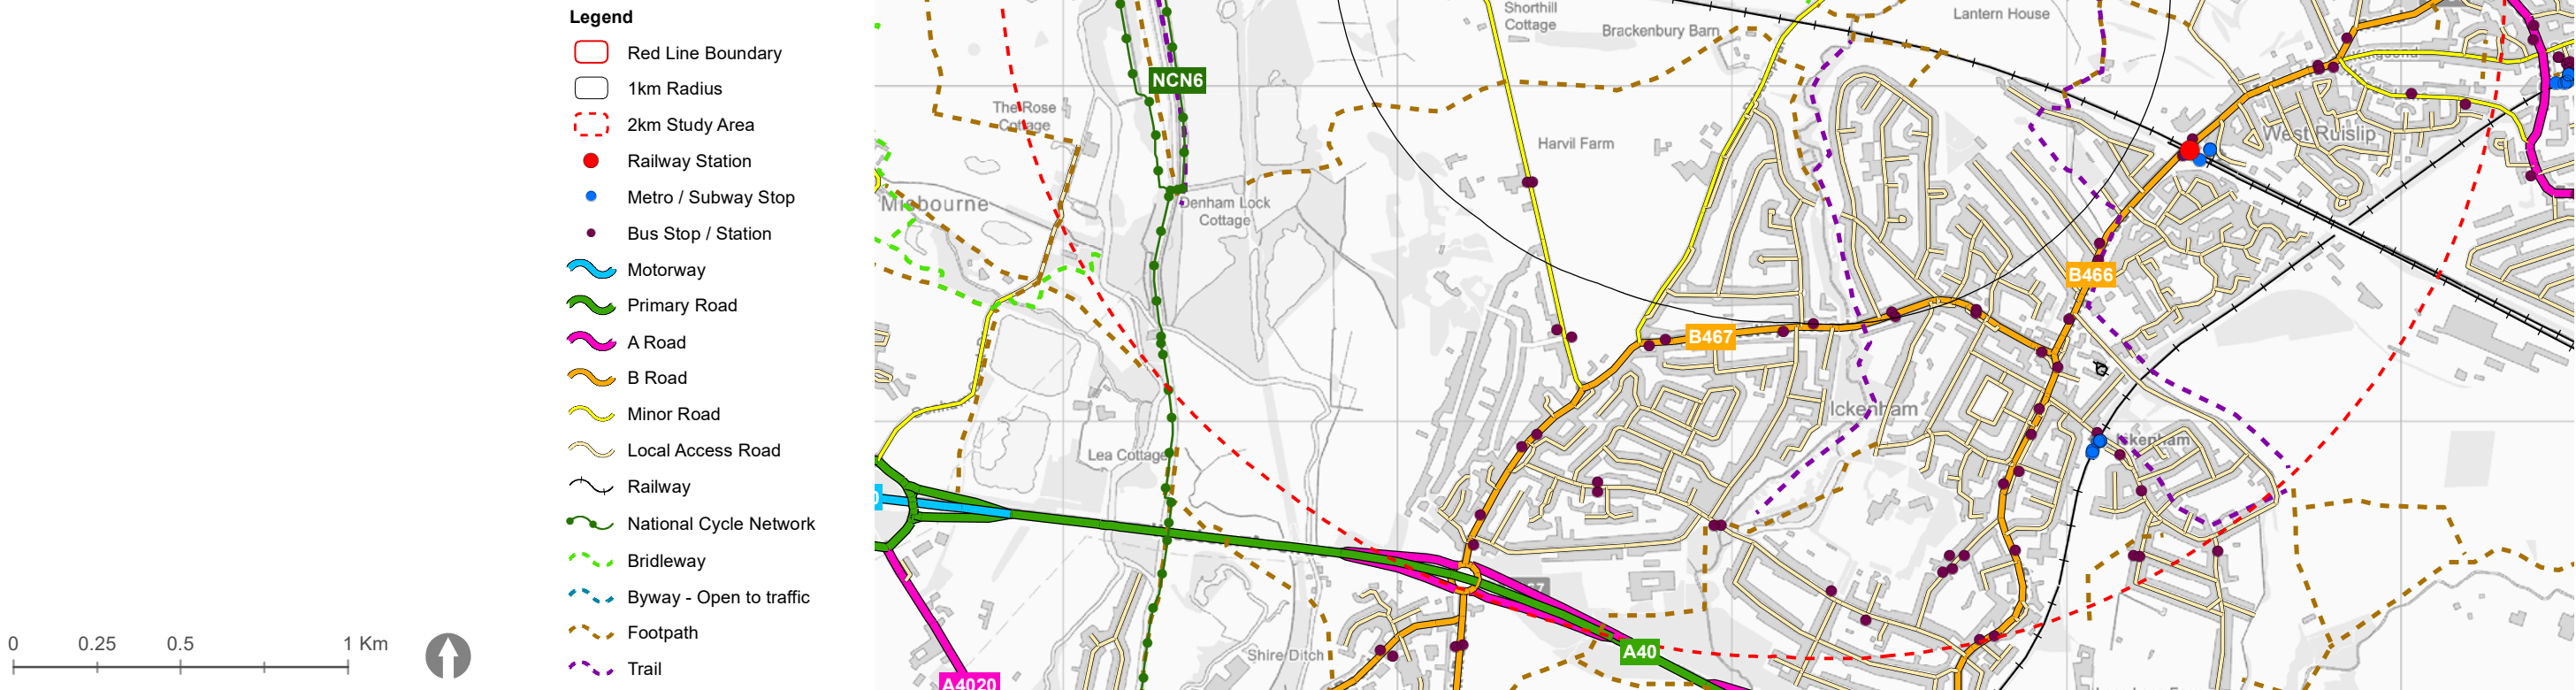 Legend
Red Line Boundary
1km Radius
2km Study Area
Railway Station
Metro / Subway Stop
Bus Stop / Station
Motorway
Primary Road
A Road
B Road
Minor Road
Local Access Road
Railway
National Cycle Network
Bridleway
Byway - Open to traffic
Footpath
Trail
0 0.25 0.5 1 Km
Shorthill
Cottage
Brackenbury Barn
Lantern House
NCN6
The Rose
Cottage
Harvil Farm
West Ruislip
Misbourne
Denham Lock
Cottage
B466
B467
Ickenham
Ickenham
Lea Cottage
Shire Ditch
A40
A4020